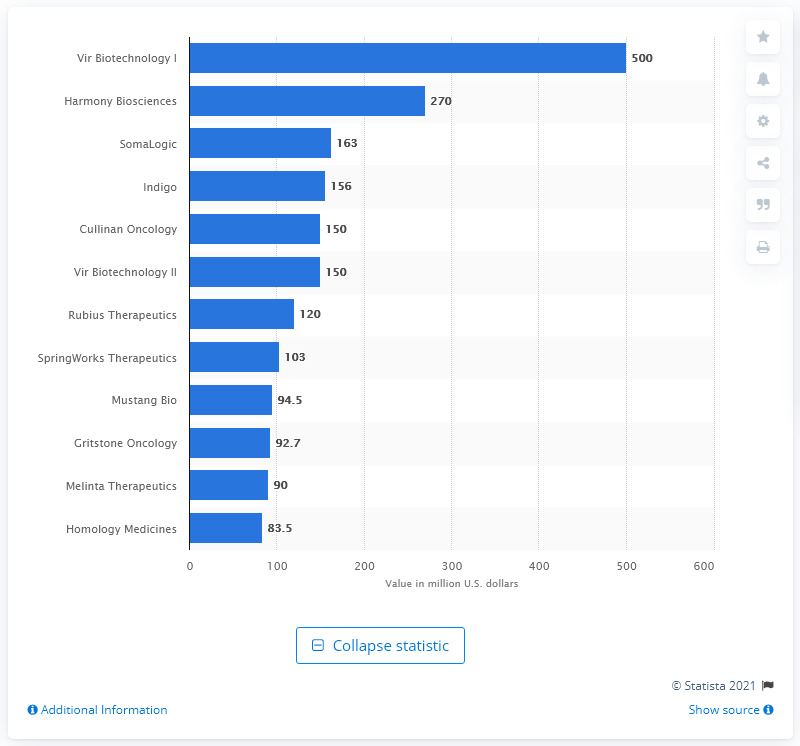 Vir Biotechnology I 500
Harmony Biosciences 270
SomaLogic 163
Indigo 156
Cullinan Oncology 150
Vir Biotechnology II 150
Rubius Therapeutics 120
SpringWorks Therapeutics 103
Mustang Bio 94.5
Gritstone Oncology 92.7
Melinta Therapeutics 90
Homology Medicines 83.5
0 100 200 300 400 500 600
Value in million U.S. dollars
Collapse statistic
© Statista 2021
Additional Information Show source